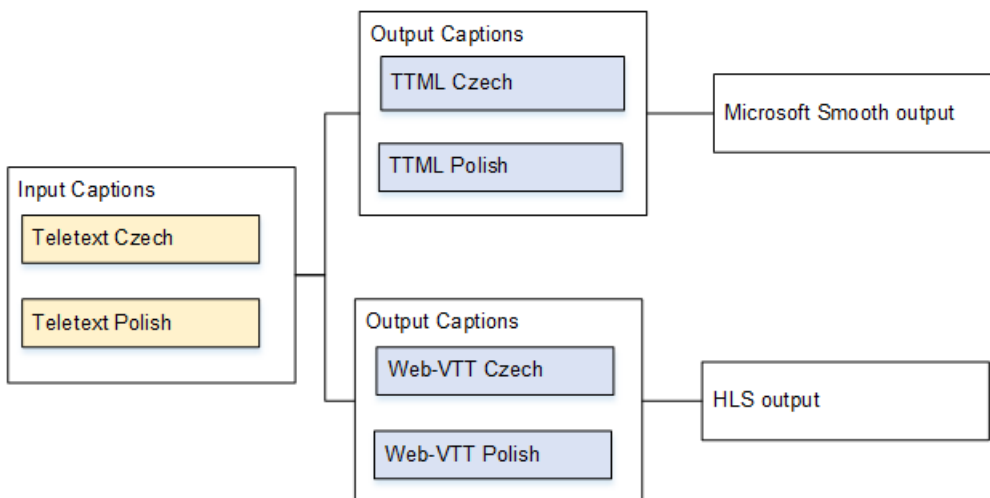 Input Captions
Teletext Czech
Teletext Polish
Output Captions
TTML Czech
TTML Polish
Microsoft Smooth output
Output Captions
Web-VTT Czech
Web-VTT Polish
HLS output